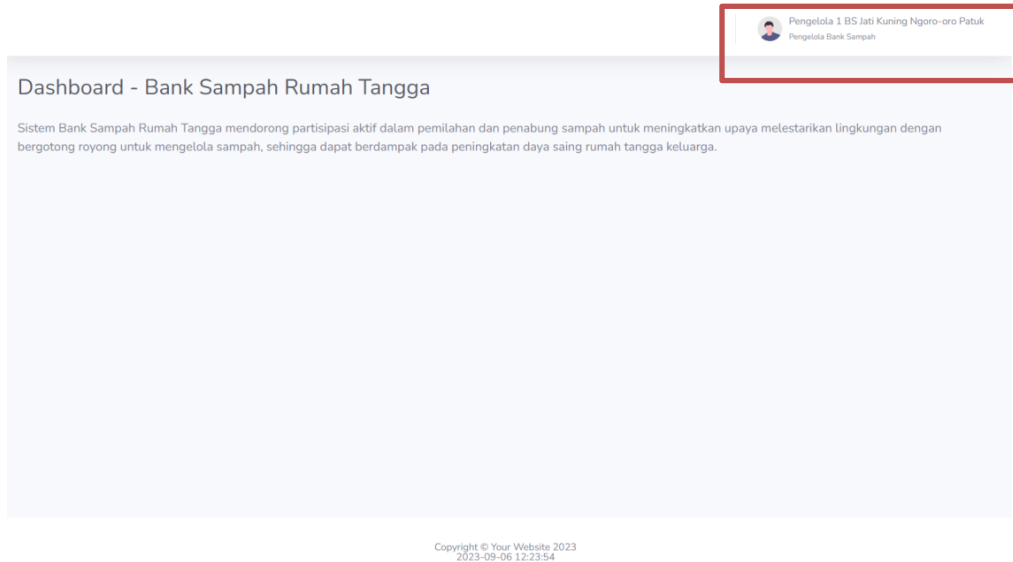 Pengelola 1 BS Jati Kuning Ngoro-oro Patuk
Pengelola Bank Sampah
Dashboard - Bank Sampah Rumah Tangga
Sistem Bank Sampah Rumah Tangga mendorong partisipasi aktif dalam pemilahan dan penabung sampah untuk meningkatkan upaya melestarikan lingkungan dengan
bergotong royong untuk mengelola sampah, sehingga dapat berdampak pada peningkatan daya saing rumah tangga keluarga.
Copyright © Your Website 2023
2023-09-06 12:23:54